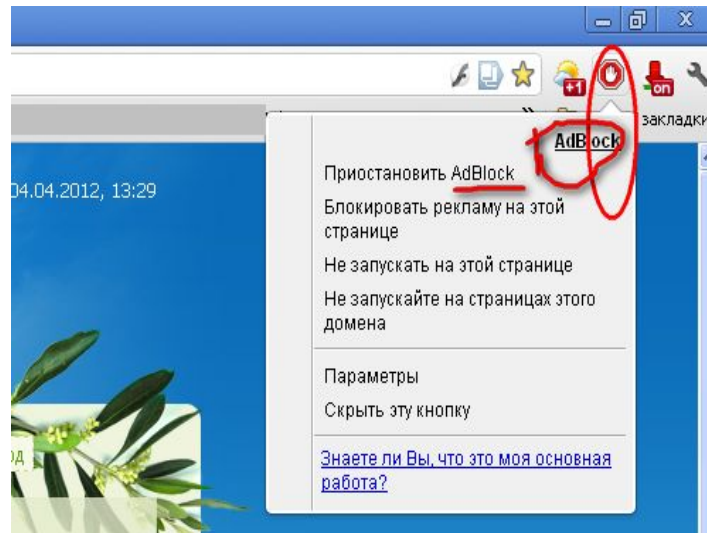 +1
on
закладки
AdBlock
04.04.2012, 13:29
Приостановить AdBlock
Блокировать рекламу на этой
странице
Не запускать на этой странице
Не запускайте на страницах этого
домена
Параметры
Скрыть эту кнопку
Знаете ли Вы, что это моя основная
работа?